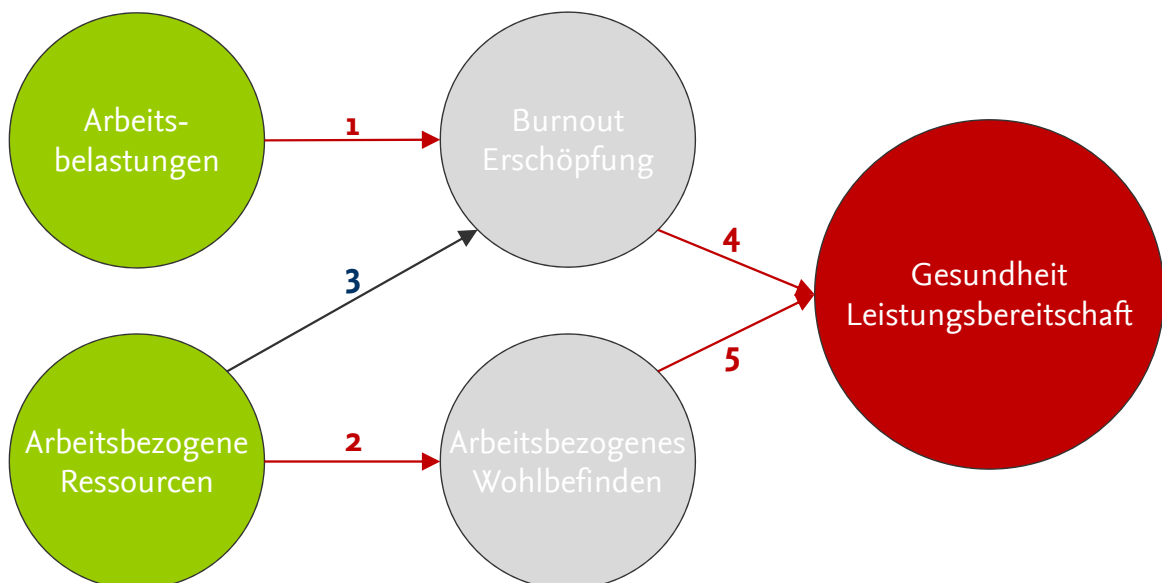 Arbeits-
belastungen
1
Burnout
Erschöpfung
3
4
Gesundheit
Leistungsbereitschaft
5
Arbeitsbezogene
Ressourcen
2
Arbeitsbezogenes
Wohlbefinden